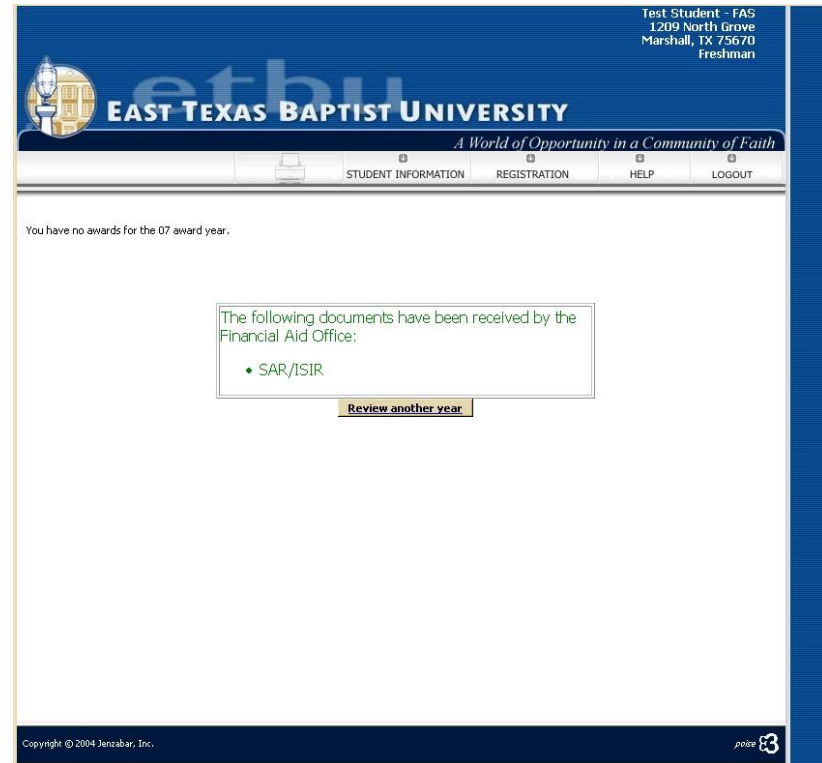 Test Student - FAS
1209 North Grove
Marshall, TX 75670
Freshman
etbu
EAST TEXAS BAPTIST UNIVERSITY
A World of Opportunity in a Community of Faith
STUDENT INFORMATION REGISTRATION HELP LOGOUT
You have no awards for the 07 award year.
The following documents have been received by the
Financial Aid Office:
• SAR/ISIR
Review another year
Copyright © 2004 Jenzabar, Inc. poise E3